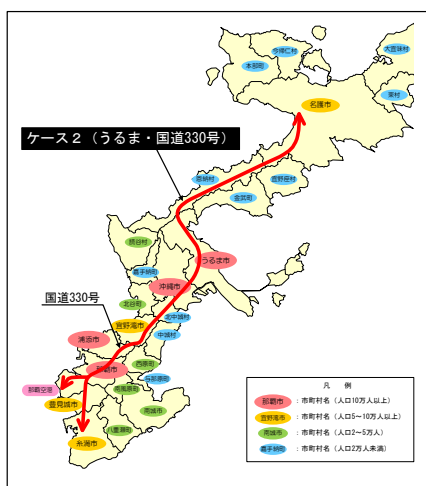 今帰仁村
大宜味村
本部町
東村
名護市
ケース２（うるま・国道330号）
恩納村
宜野座村
金武町
読谷村
うるま市
嘉手納町
沖縄市
国道330号
北谷町
北中城村
宜野湾市
中城村
浦添市
西原町
那覇市
与那原町
那覇空港
南風原町
豊見城市
南城市
八重瀬町
糸満市
凡　例
那覇市：市町村名（人口10万人以上）
宜野湾市：市町村名（人口5～10万人以上）
南城市：市町村名（人口2～5万人）
嘉手納町：市町村名（人口2万人未満）